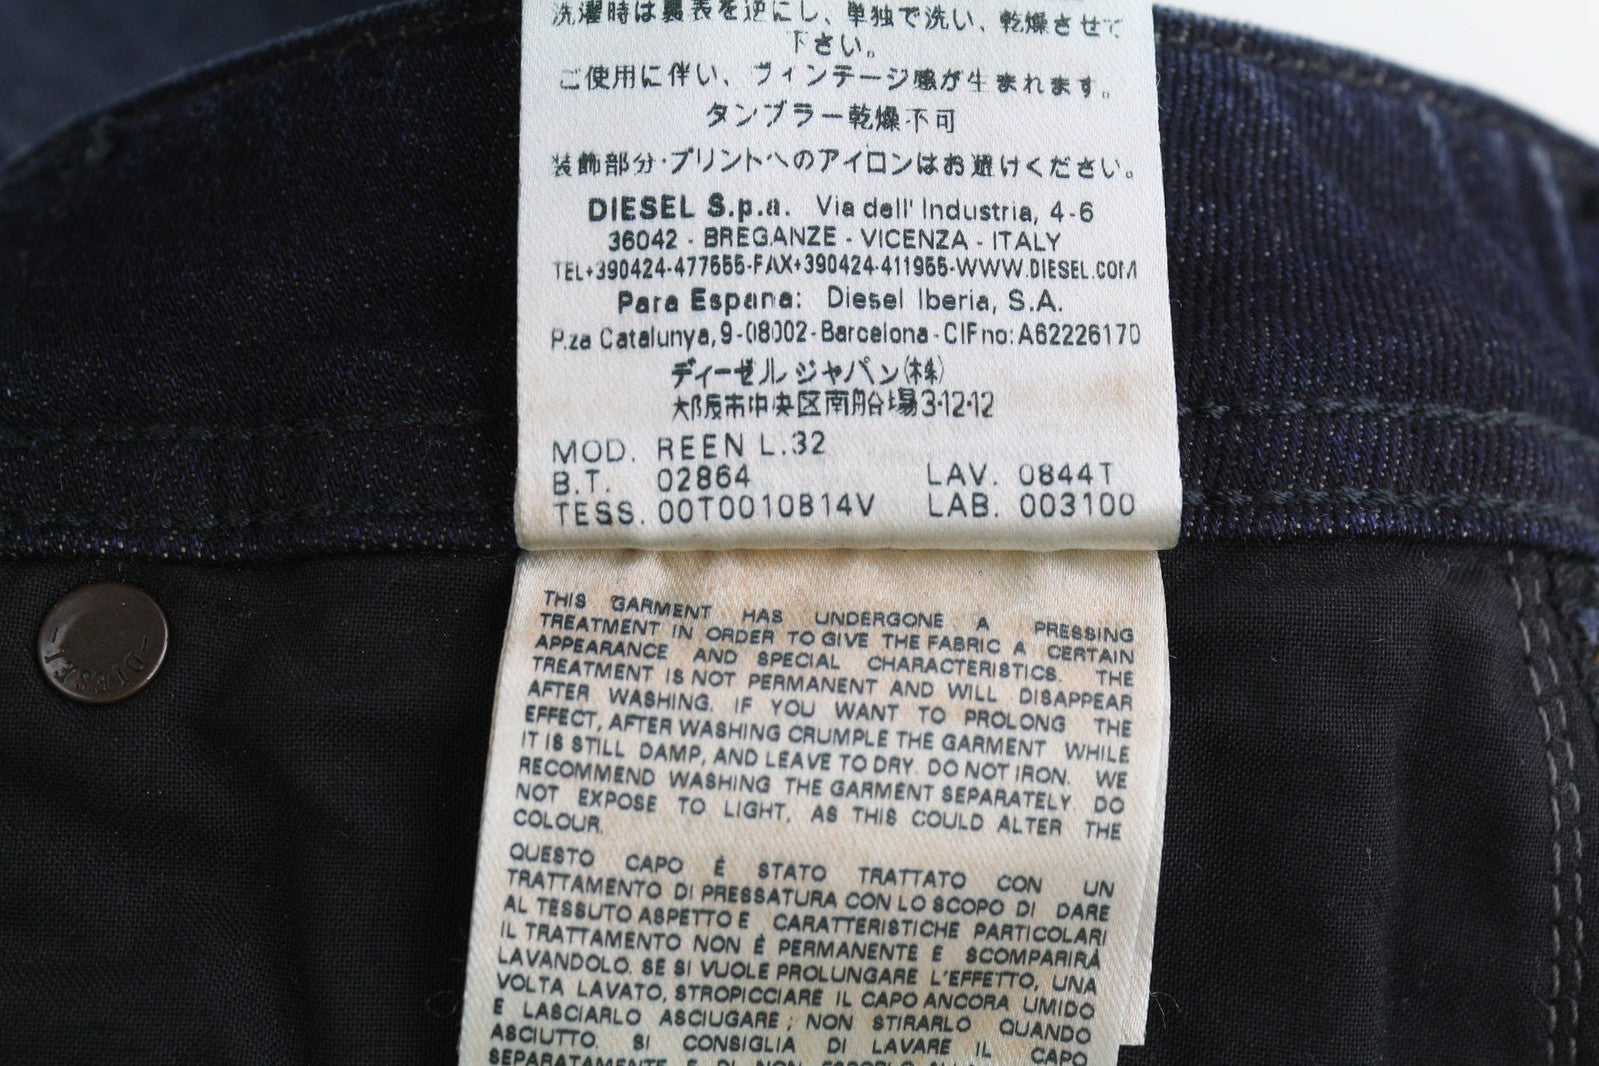 洗濯時は裏表を逆にし、単独で洗い、乾燥させて
下さい。
ご使用に伴い、ヴィンテージ感が生まれます。
タンブラー乾燥不可
装飾部分・プリントへのアイロンはお避けください。
DIESEL S.p.a. Via dell' Industria, 4-6
36042 - BREGANZE - VICENZA - ITALY
TEL+390424-477555-FAX+390424-411955-WWW.DIESEL.COM
Para Espana: Diesel Iberia, S.A.
P.za Catalunya, 9-08002-Barcelona-CIF no: A62226170
ディーゼル ジャパン(株)
大阪市中央区南船場3-12-12
MOD. REEN L.32
B.T. 02864 LAV. 0844T
TESS. 00T0010814V LAB. 003100
THIS GARMENT HAS UNDERGONE A PRESSING
TREATMENT IN ORDER TO GIVE THE FABRIC A CERTAIN
APPEARANCE AND SPECIAL CHARACTERISTICS. THE
TREATMENT IS NOT PERMANENT AND WILL DISAPPEAR
AFTER WASHING. IF YOU WANT TO PROLONG THE
EFFECT, AFTER WASHING CRUMPLE THE GARMENT WHILE
IT IS STILL DAMP, AND LEAVE TO DRY. DO NOT IRON. WE
RECOMMEND WASHING THE GARMENT SEPARATELY. DO
NOT EXPOSE TO LIGHT, AS THIS COULD ALTER THE
COLOUR.
QUESTO CAPO È STATO TRATTATO CON UN
TRATTAMENTO DI PRESSATURA CON LO SCOPO DI DARE
AL TESSUTO ASPETTO E CARATTERISTICHE PARTICOLARI
IL TRATTAMENTO NON È PERMANENTE E SCOMPARIRÀ
LAVANDOLO. SE SI VUOLE PROLUNGARE L'EFFETTO, UNA
VOLTA LAVATO, STROPICCIARE IL CAPO ANCORA UMIDO
E LASCIARLO ASCIUGARE; NON STIRARLO QUANDO
ASCIUTTO. SI CONSIGLIA DI LAVARE IL CAPO
SEPARATAMENTE E DI NON
DIESEL